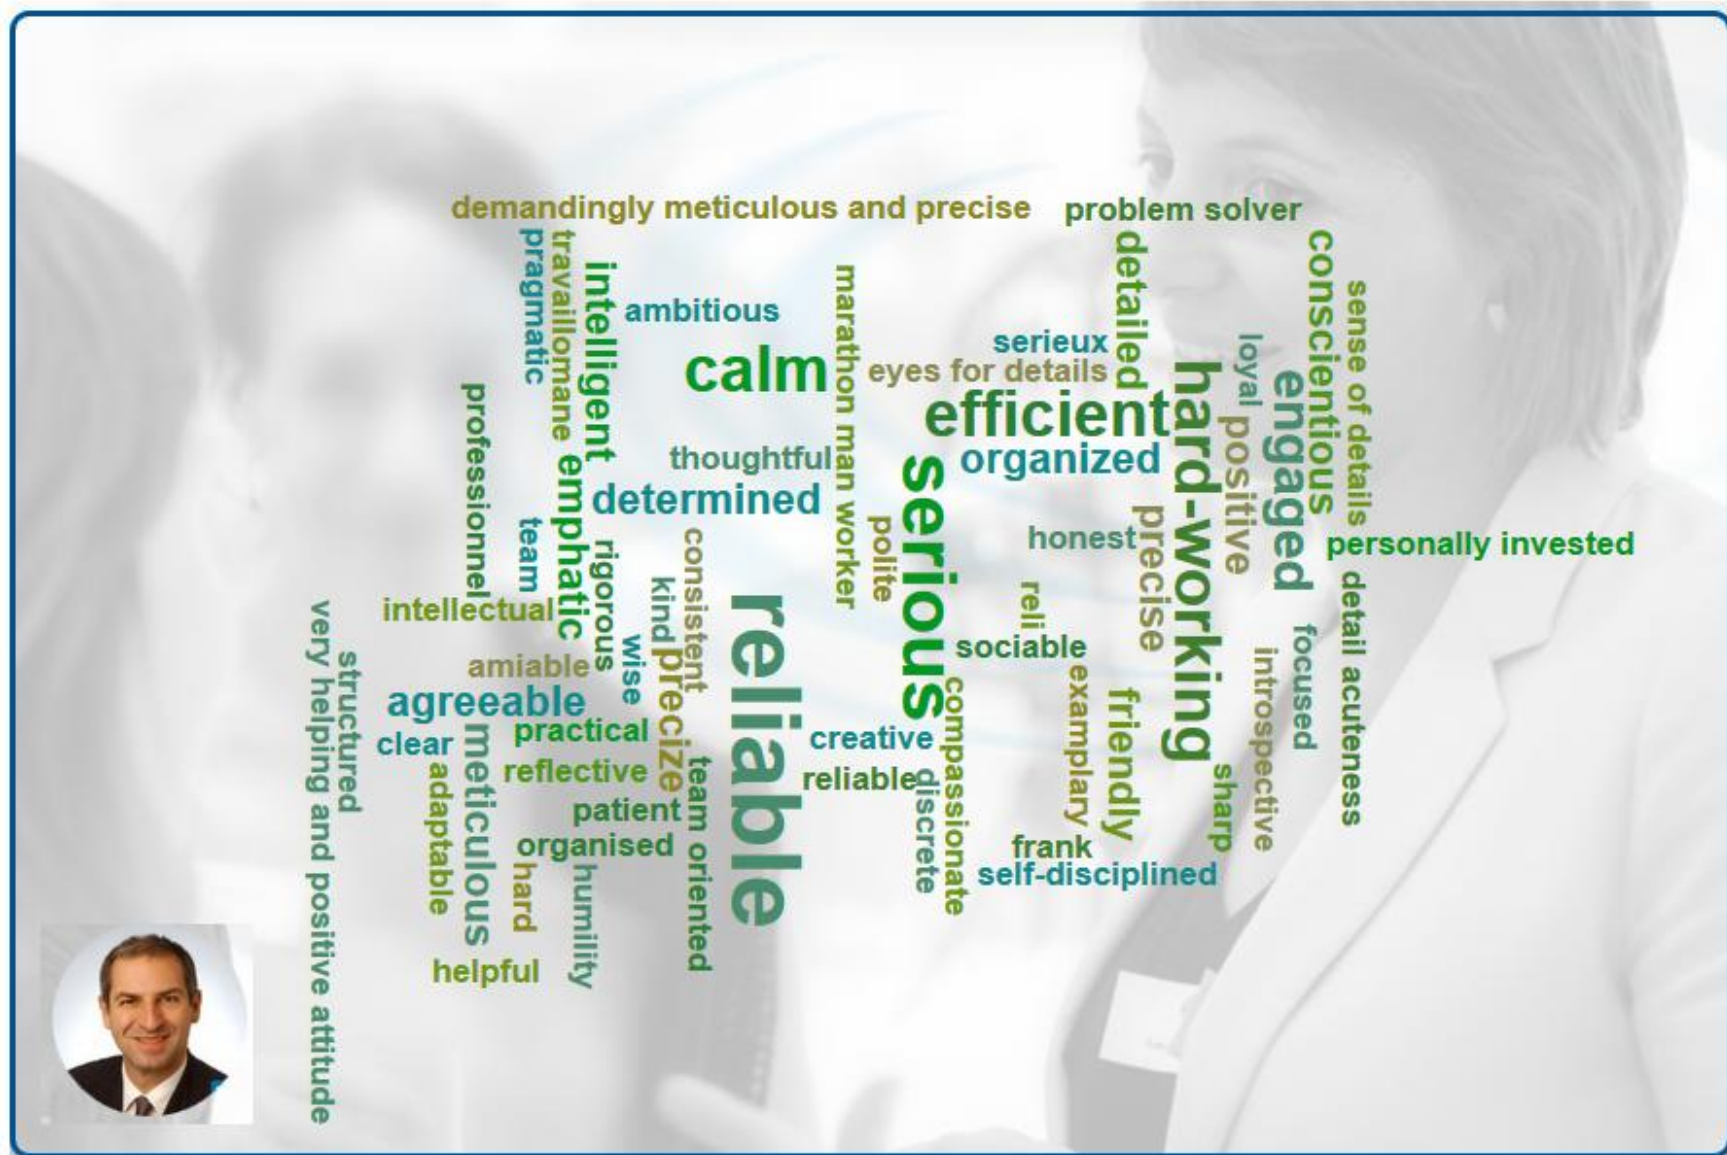 demandingly meticulous and precise
problem solver
pragmatic
travaillomane
intelligent
ambitious
calm
marathon man worker
serieux
eyes for details
detailed
efficient
organized
hard-working
loyal
positive
engaged
conscientious
sense of details
professionnel
thoughtful
determined
emphatic
team
rigorous
consistent
kind
polite
serious
honest
precise
personally invested
detail acuteness
intellectual
reli
sociable
focused
introspective
very helping and positive attitude
structured
amiable
wise
precize
reliable
agreeable
practical
clear
meticulous
reflective
adaptable
patient
organised
team oriented
hard
humility
helpful
creative
reliable
compassionate
discrete
examplary
friendly
sharp
frank
self-disciplined